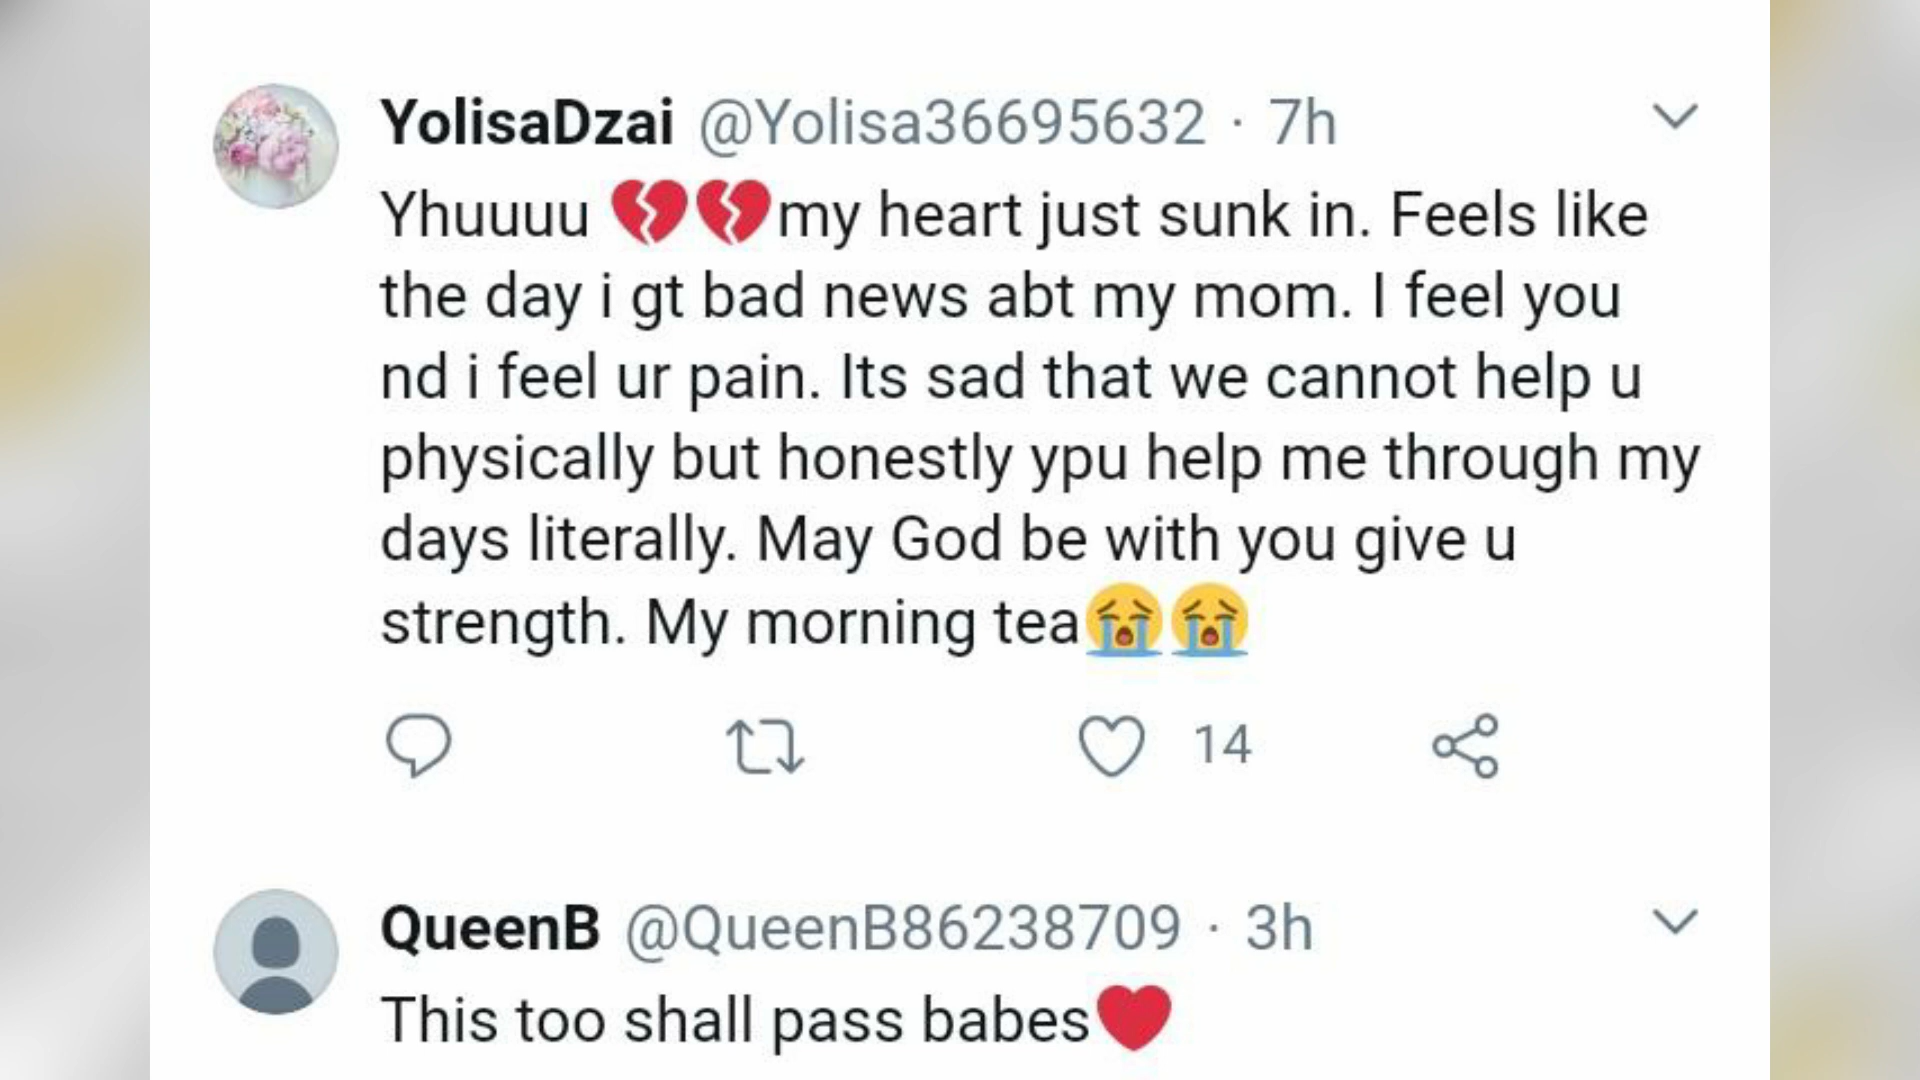 YolisaDzai @Yolisa36695632 · 7h
Yhuuuu 💔💔my heart just sunk in. Feels like
the day i gt bad news abt my mom. I feel you
nd i feel ur pain. Its sad that we cannot help u
physically but honestly ypu help me through my
days literally. May God be with you give u
strength. My morning tea😭😭
14
QueenB @QueenB86238709 · 3h
This too shall pass babes❤️